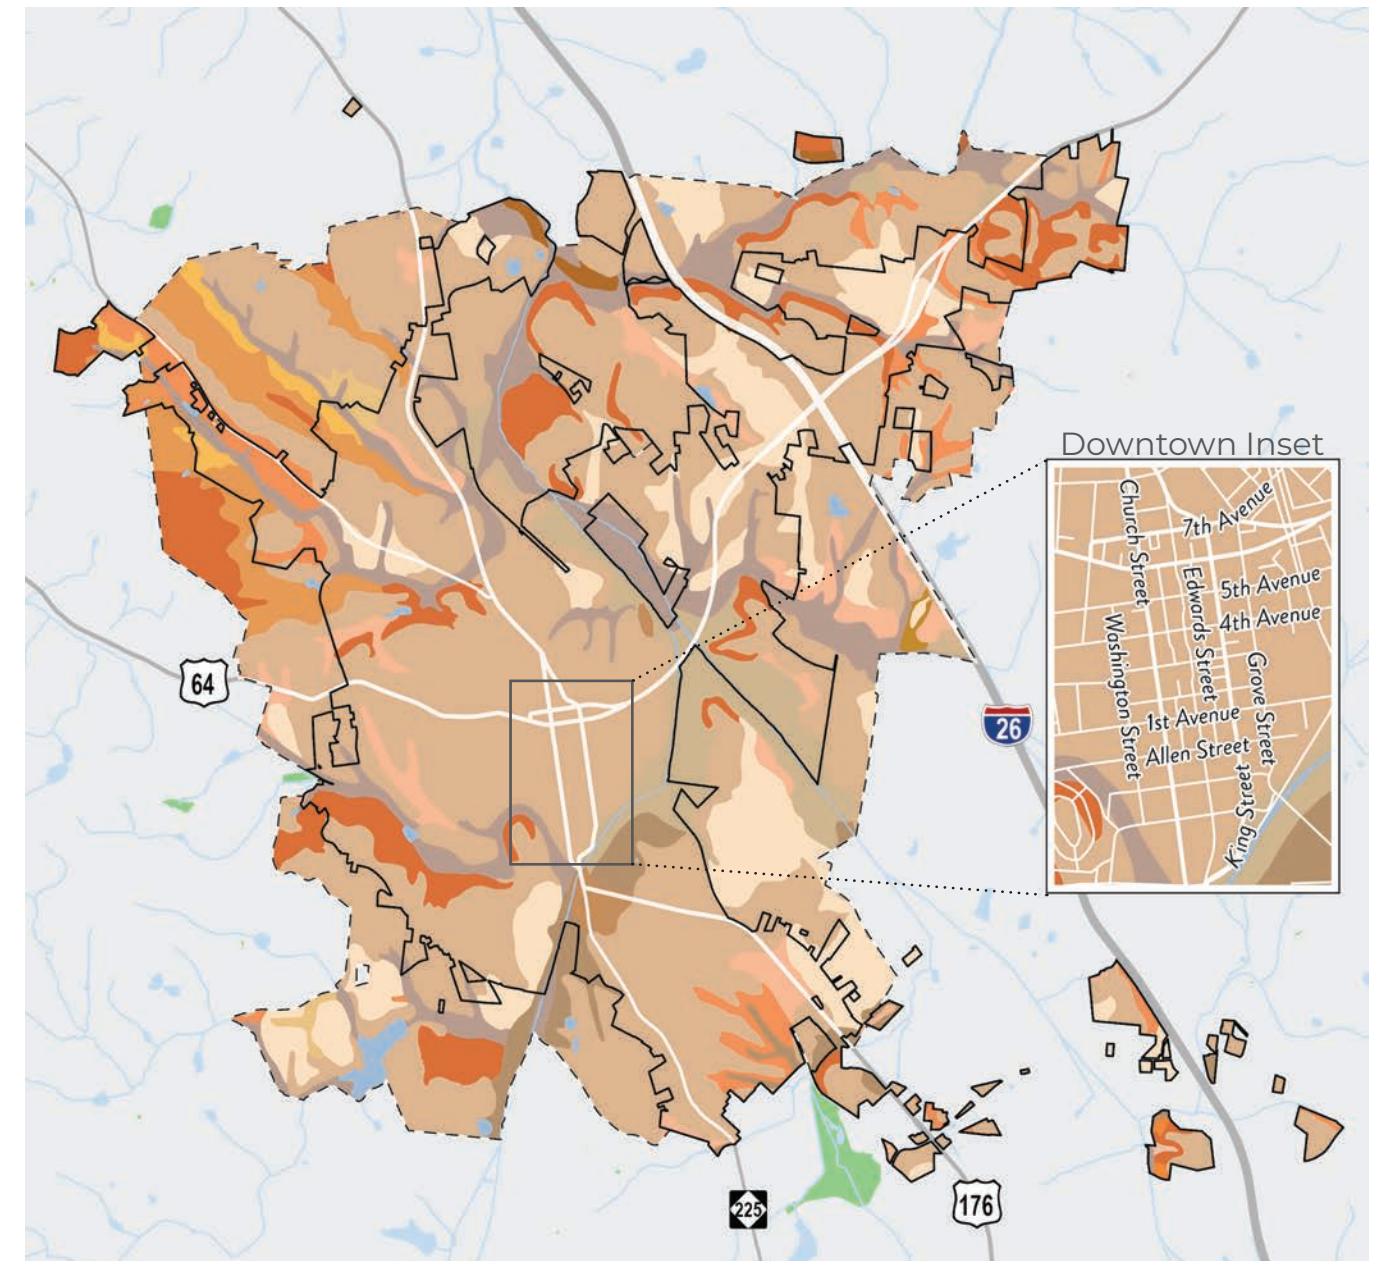 Downtown Inset
Church Street
7th Avenue
Edwards Street
5th Avenue
4th Avenue
Washington Street
Grove Street
1st Avenue
Allen Street
King Street
64
26
225
176